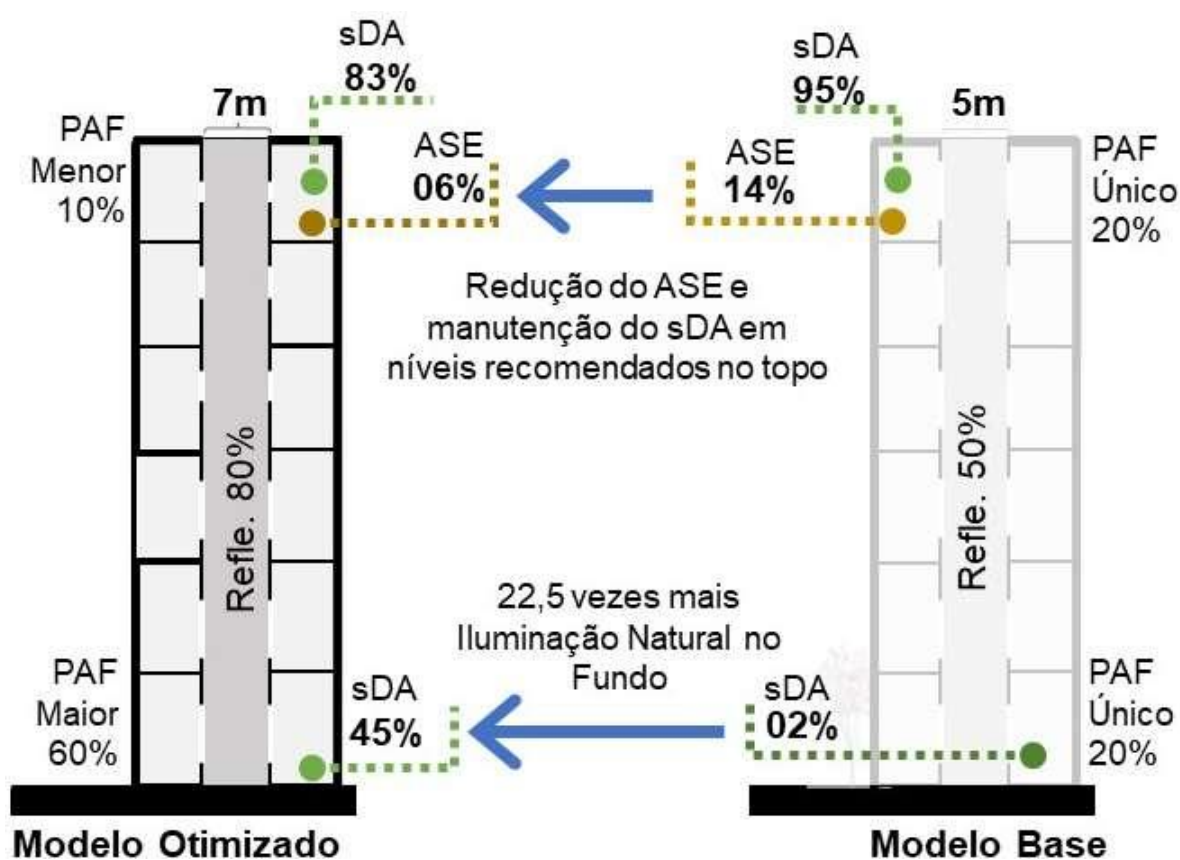 sDA
83%
7m
PAF
Menor
10%
ASE
06%
sDA
95%
5m
ASE
14%
PAF
Único
20%
Redução do ASE e
manutenção do sDA em
níveis recomendados no topo
Refle. 80%
Refle. 50%
22,5 vezes mais
Iluminação Natural no
Fundo
PAF
Maior
60%
sDA
45%
sDA
02%
PAF
Único
20%
Modelo Otimizado
Modelo Base